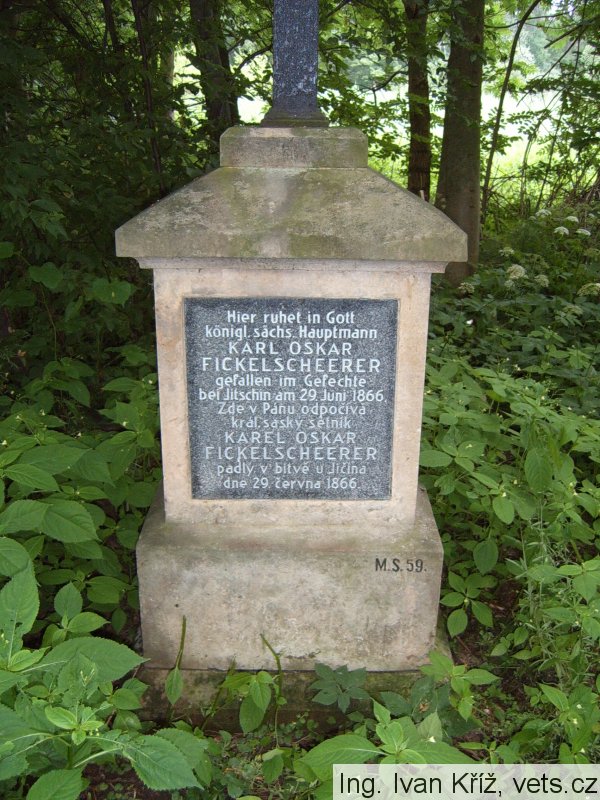 Hier ruhet in Gott
königl. sächs. Hauptmann
KARL OSKAR
FICKELSCHEERER
gefallen im Gefechte
bei Jitschin am 29. Juni 1866.
Zde v Pánu odpočívá
král. saský setník
KAREL OSKAR
FICKELSCHEERER
padlý v bitvě u Jičína
dne 29. června 1866.
M.S. 59.
Ing. Ivan Kříž, vets.cz